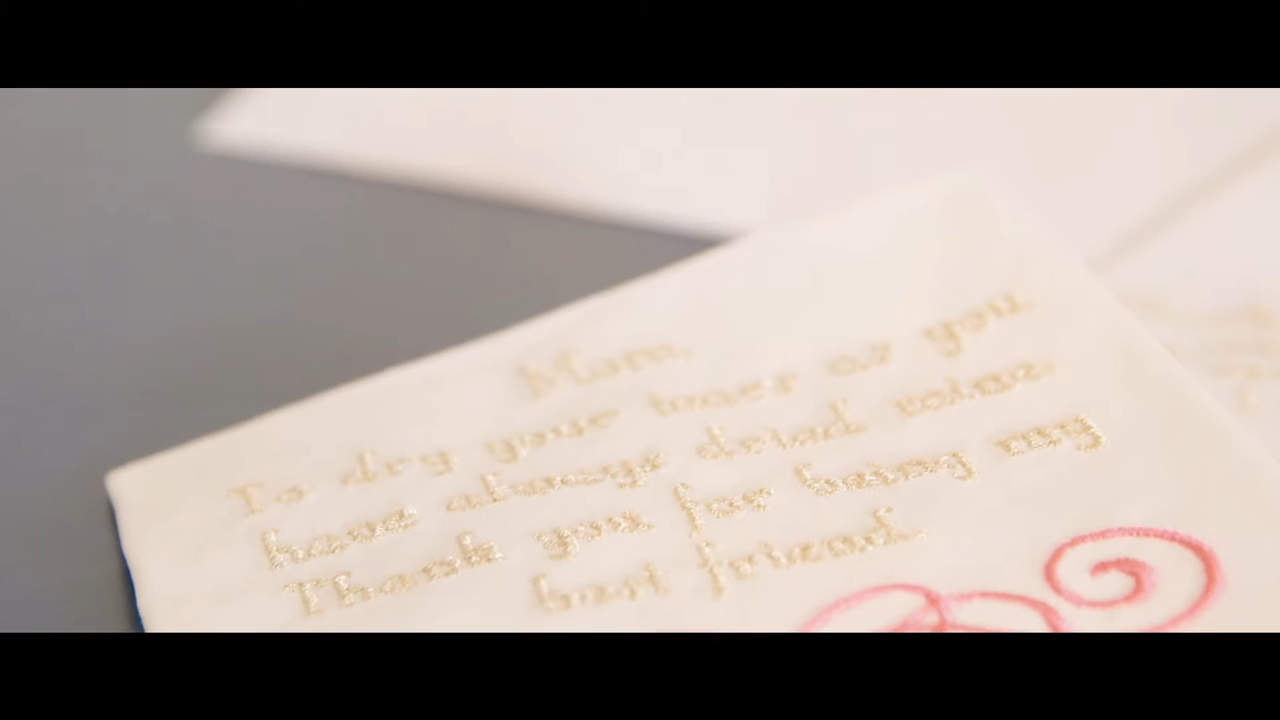 Mom,
To dry your tears as you
have always dried mine.
Thank you for being my
best friend.